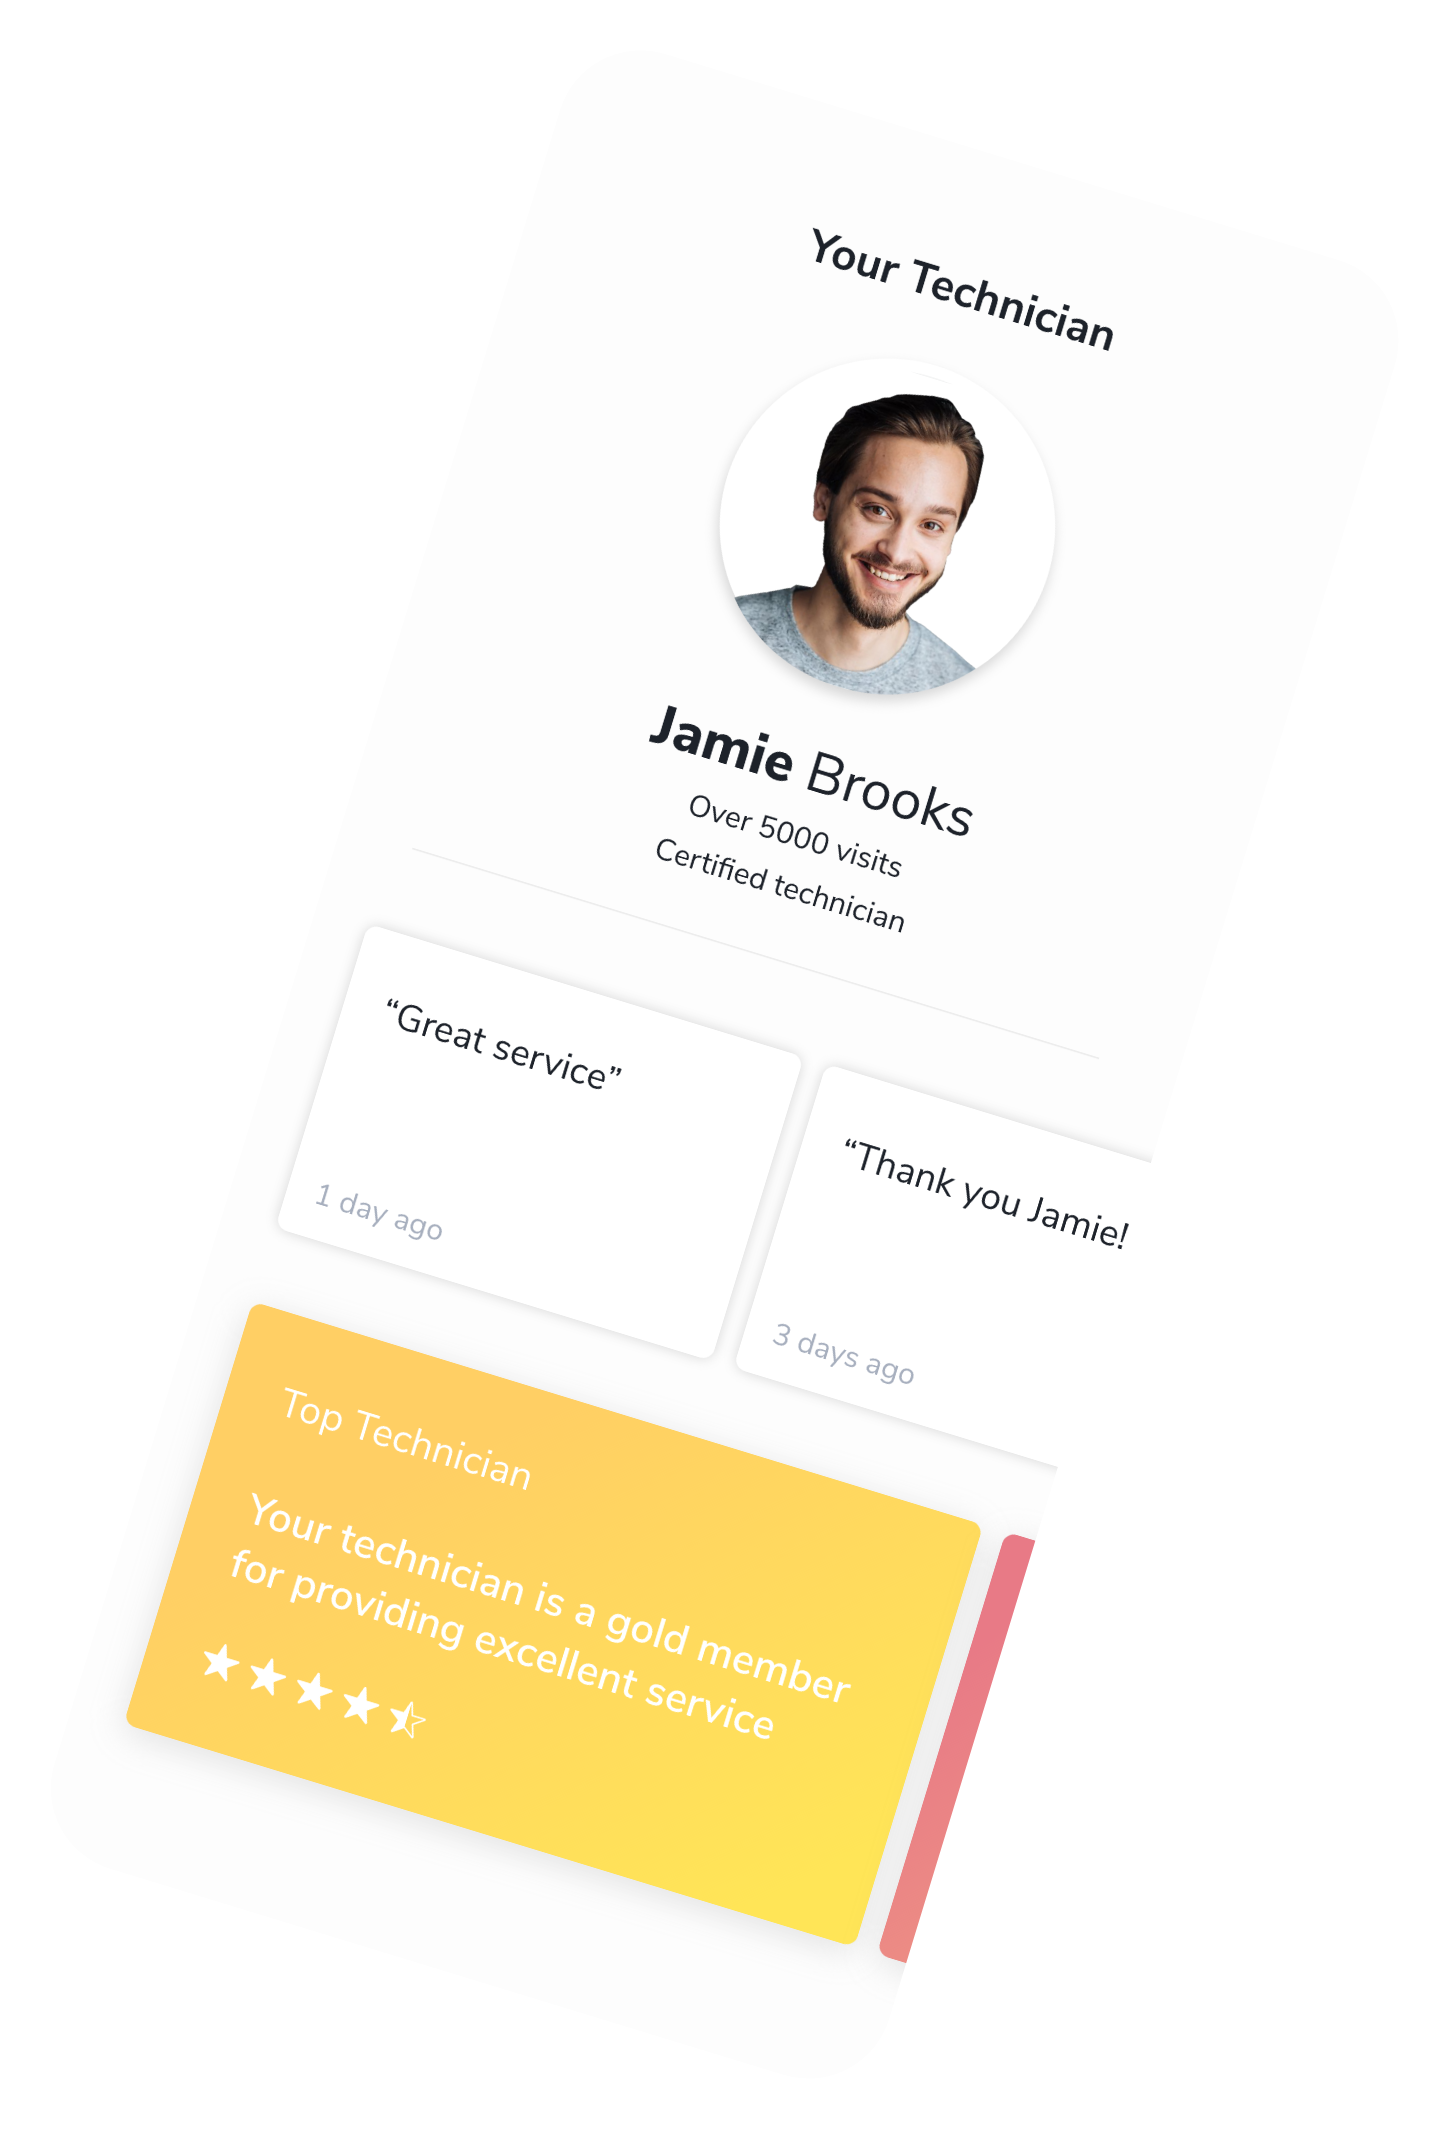 Your Technician
Jamie Brooks
Over 5000 visits
Certified technician
“Great service”
1 day ago
“Thank you Jamie!
3 days ago
Top Technician
Your technician is a gold member
for providing excellent service